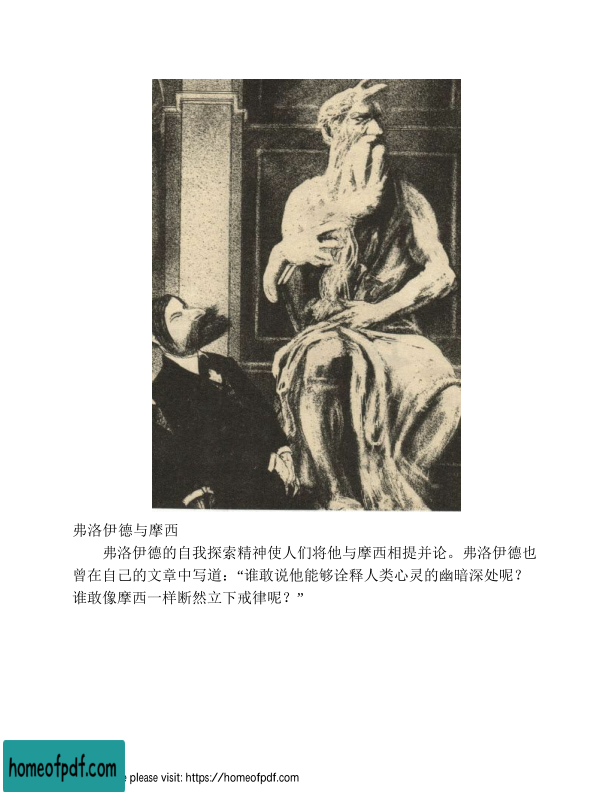 弗洛伊德与摩西
弗洛伊德的自我探索精神使人们将他与摩西相提并论。弗洛伊德也
曾在自己的文章中写道：“谁敢说他能够诠释人类心灵的幽暗深处呢？
谁敢像摩西一样断然立下戒律呢？”
homeofpdf.com
e please visit: https://homeofpdf.com